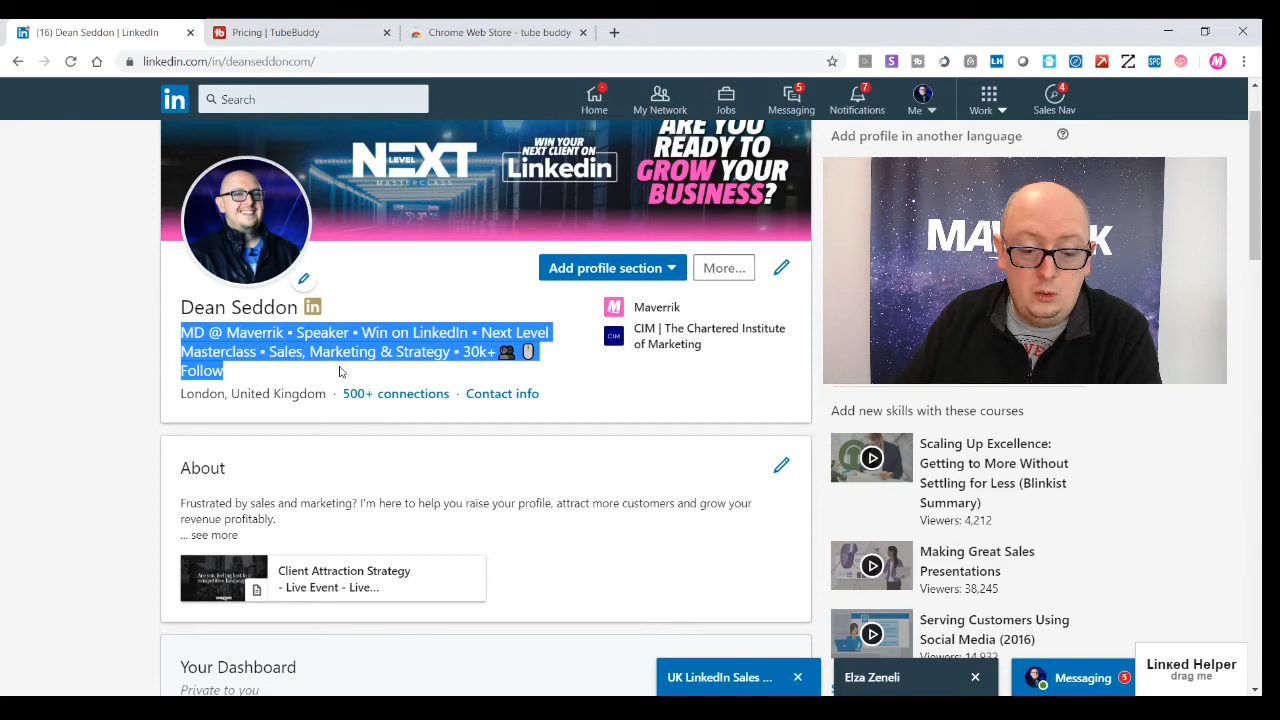 (16) Dean Seddon | LinkedIn
Pricing | TubeBuddy
Chrome Web Store - tube buddy
linkedin.com/in/deanseddoncom/
Search
Home
My Network
Jobs
5
Messaging
7
Notifications
Me
Work
4
Sales Nav
NEXT
LEVEL
MASTERCLASS
WIN YOUR
NEXT CLIENT ON
LinkedIn
ARE YOU
READY TO
GROW YOUR
BUSINESS?
Add profile section
More...
Dean Seddon
MD @ Maverrik ▪ Speaker ▪ Win on LinkedIn ▪ Next Level
Masterclass ▪ Sales, Marketing & Strategy ▪ 30k+ 👥 🖱
Follow
London, United Kingdom · 500+ connections · Contact info
Maverrik
CIM | The Chartered Institute
of Marketing
About
Frustrated by sales and marketing? I'm here to help you raise your profile, attract more customers and grow your
revenue profitably.
... see more
Client Attraction Strategy
- Live Event - Live...
Your Dashboard
Private to you
Add profile in another language
Add new skills with these courses
Scaling Up Excellence:
Getting to More Without
Settling for Less (Blinkist
Summary)
Viewers: 4,212
Making Great Sales
Presentations
Viewers: 38,245
Serving Customers Using
Social Media (2016)
Viewers: 14,932
UK LinkedIn Sales ...
Elza Zeneli
Messaging
5
Linked Helper
drag me